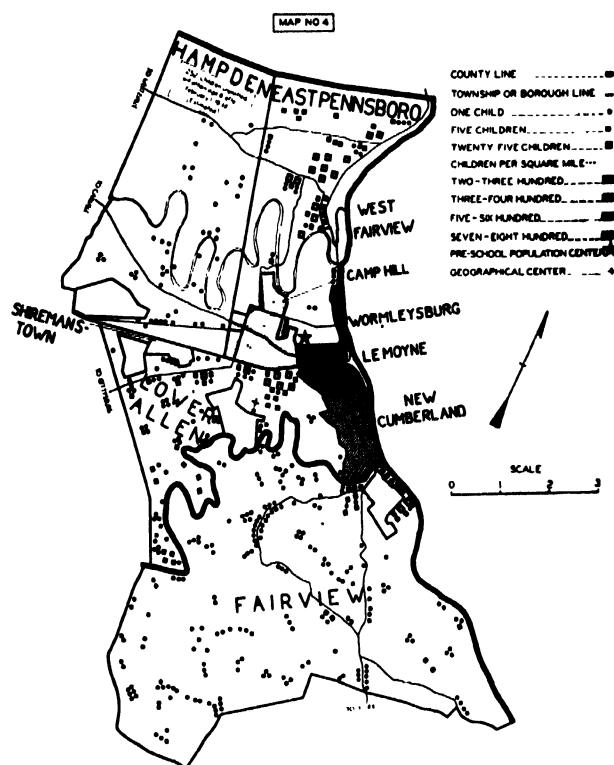 MAP NO 4
HAMPDEN
EAST PENNSBORO
COUNTY LINE
TOWNSHIP OR BOROUGH LINE
ONE CHILD
FIVE CHILDREN
TWENTY FIVE CHILDREN
CHILDREN PER SQUARE MILE
TWO-THREE HUNDRED
THREE-FOUR HUNDRED
FIVE-SIX HUNDRED
SEVEN-EIGHT HUNDRED
PRE-SCHOOL POPULATION CENTER
GEOGRAPHICAL CENTER
WEST
FAIRVIEW
CAMP HILL
WORMLEYSBURG
SHIREMANS-
TOWN
LEMOYNE
LOWER
ALLEN
NEW
CUMBERLAND
SCALE
0 1 2 3
FAIRVIEW